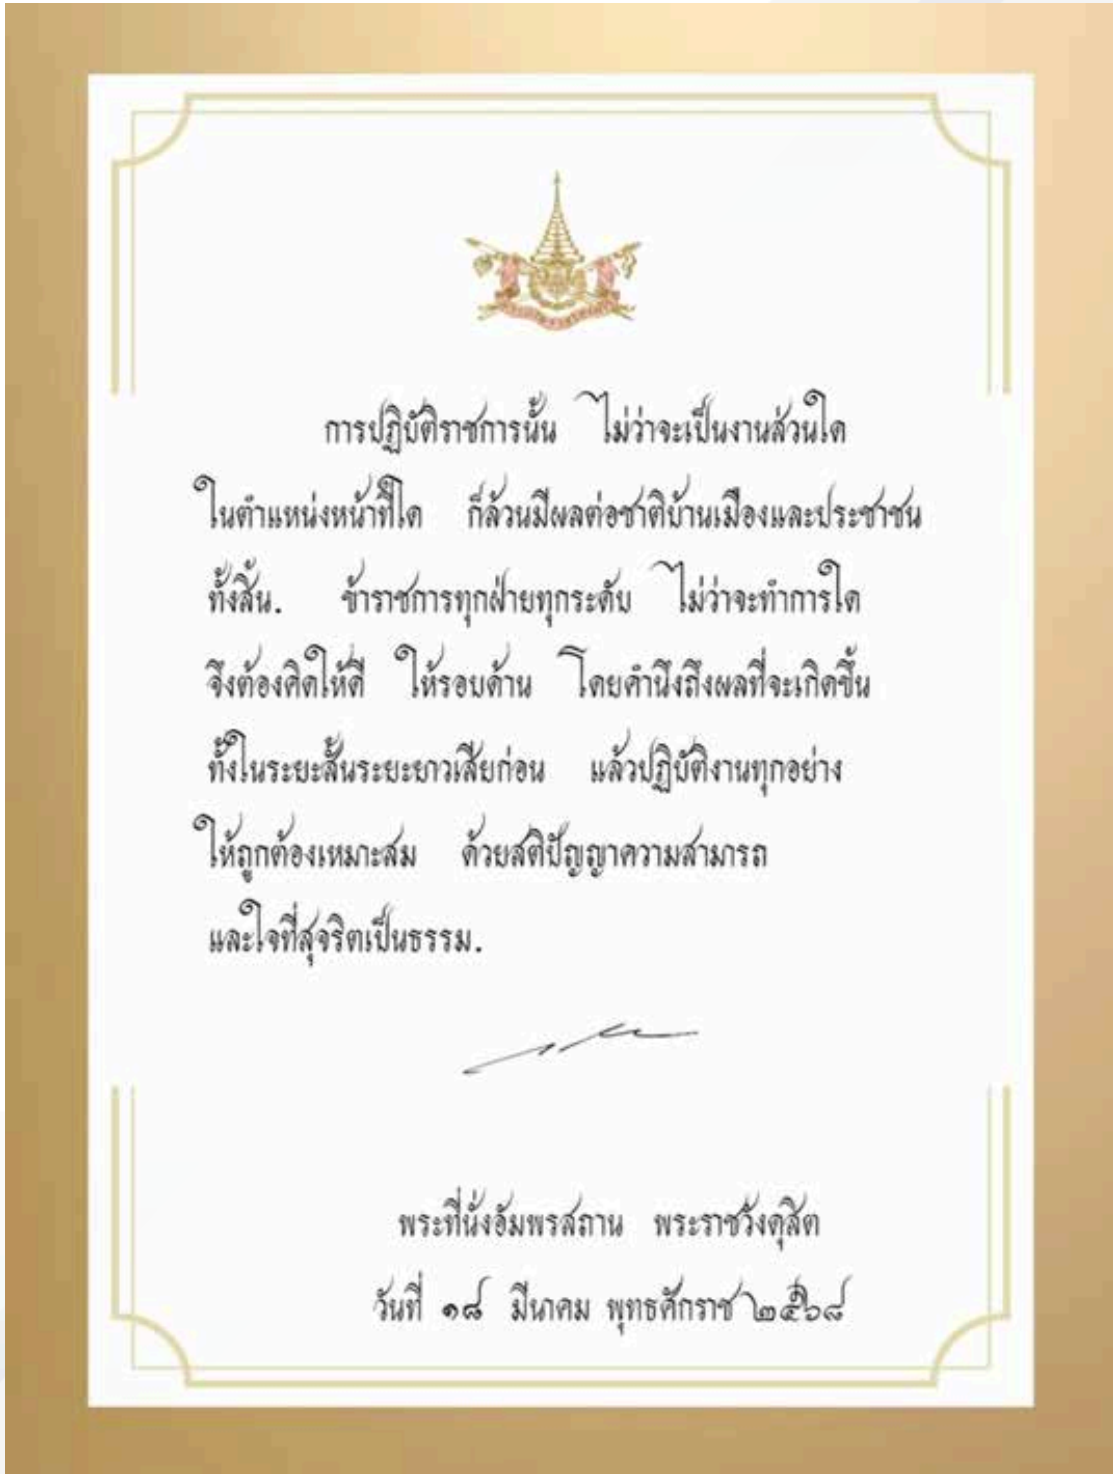 การปฏิบัติราชการนั้น ไม่ว่าจะเป็นงานส่วนใด
ในตำแหน่งหน้าที่ใด ก็ล้วนมีผลต่อชาติบ้านเมืองและประชาชน
ทั้งสิ้น. ข้าราชการทุกฝ่ายทุกระดับ ไม่ว่าจะทำการใด
จึงต้องคิดให้ดี ให้รอบด้าน โดยคำนึงถึงผลที่จะเกิดขึ้น
ทั้งในระยะสั้นระยะยาวเสียก่อน แล้วปฏิบัติงานทุกอย่าง
ให้ถูกต้องเหมาะสม ด้วยสติปัญญาความสามารถ
และใจที่สุจริตเป็นธรรม.
พระที่นั่งอัมพรสถาน พระราชวังดุสิต
วันที่ ๑๘ มีนาคม พุทธศักราช ๒๕๖๘